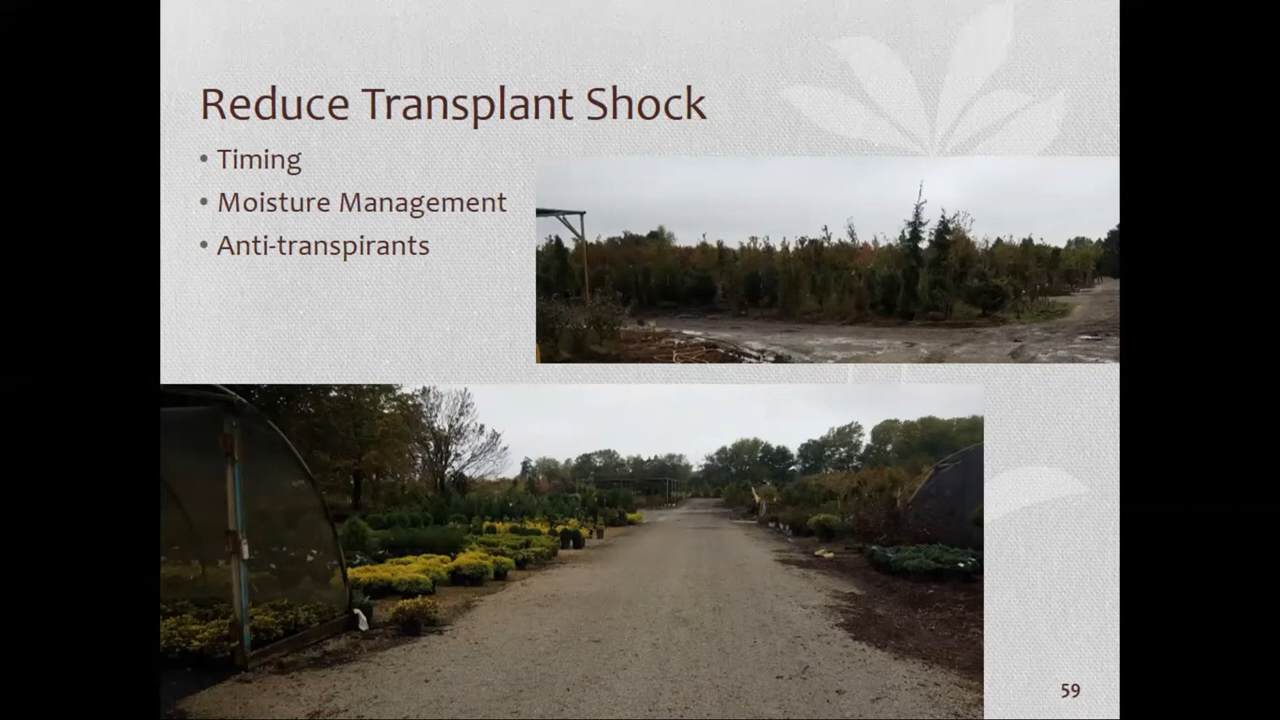 Reduce Transplant Shock
• Timing
• Moisture Management
• Anti-transpirants
59